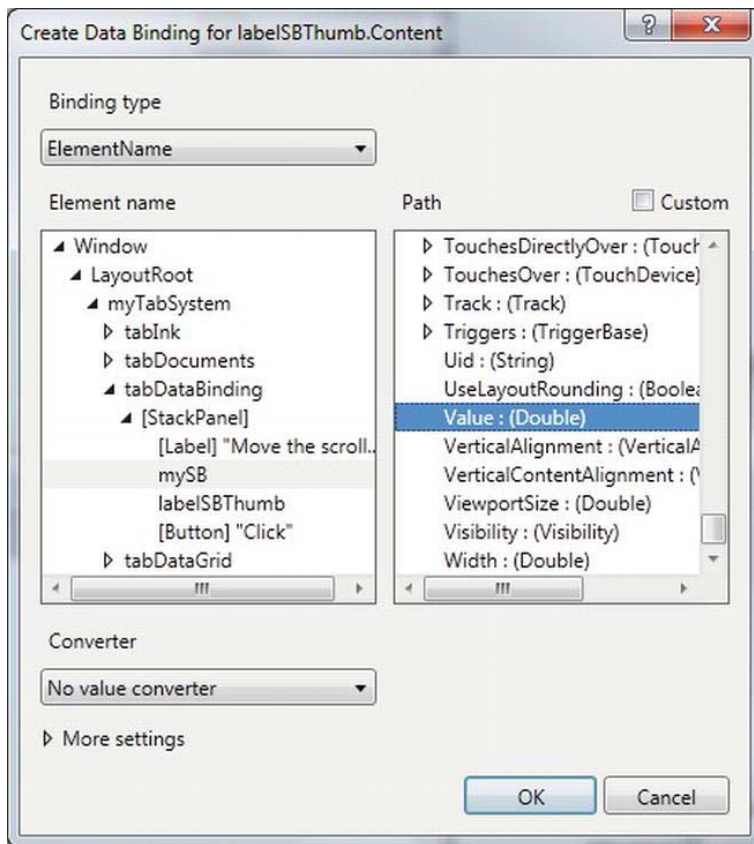 Create Data Binding for labelSBThumb.Content
Binding type
ElementName
Element name
Window
LayoutRoot
myTabSystem
tabInk
tabDocuments
tabDataBinding
[StackPanel]
[Label] "Move the scroll..
mySB
labelSBThumb
[Button] "Click"
tabDataGrid
Path
Custom
TouchesDirectlyOver : (Touch
TouchesOver : (TouchDevice)
Track : (Track)
Triggers : (TriggerBase)
Uid : (String)
UseLayoutRounding : (Boolea
Value : (Double)
VerticalAlignment : (VerticalA
VerticalContentAlignment : (V
ViewportSize : (Double)
Visibility : (Visibility)
Width : (Double)
Converter
No value converter
More settings
OK
Cancel